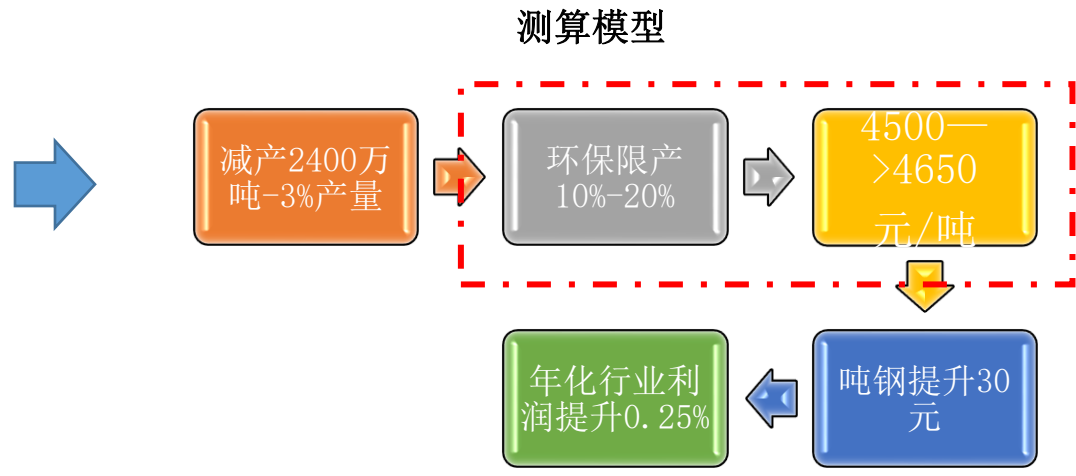 测算模型
减产2400万
吨-3%产量
环保限产
10%-20%
4500—
>4650
元/吨
吨钢提升30
元
年化行业利
润提升0.25%